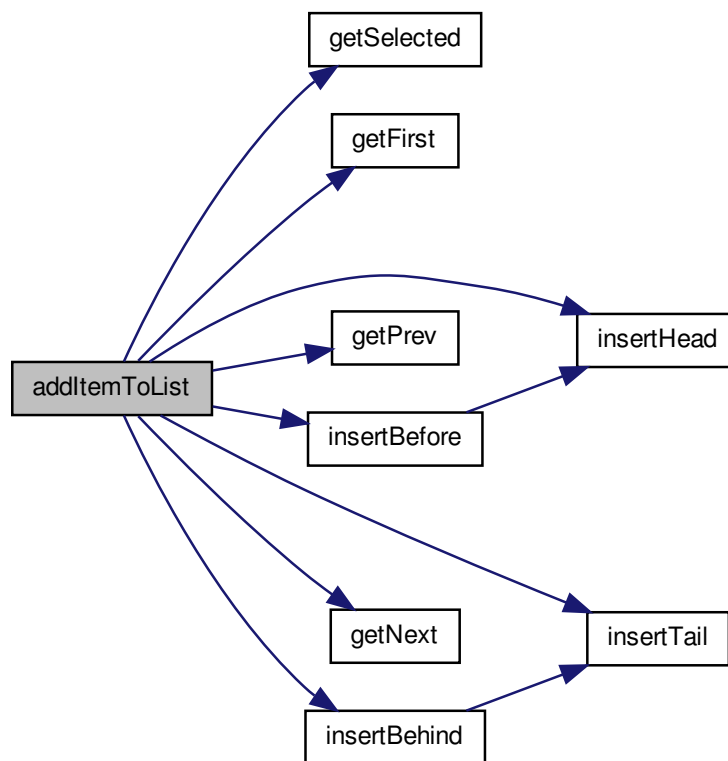 getSelected
getFirst
insertHead
getPrev
addItemToList
insertBefore
getNext
insertTail
insertBehind